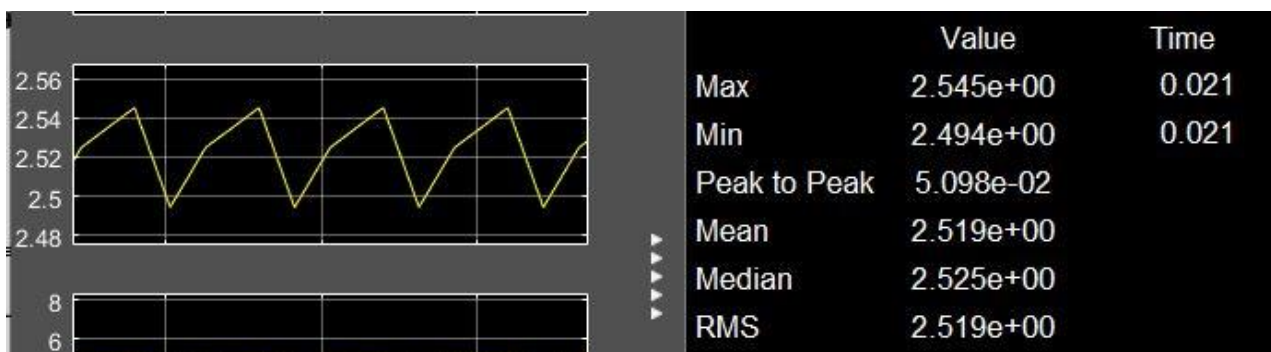 2.56
2.54
2.52
2.5
2.48
8
6
Value Time
Max 2.545e+00 0.021
Min 2.494e+00 0.021
Peak to Peak 5.098e-02
Mean 2.519e+00
Median 2.525e+00
RMS 2.519e+00